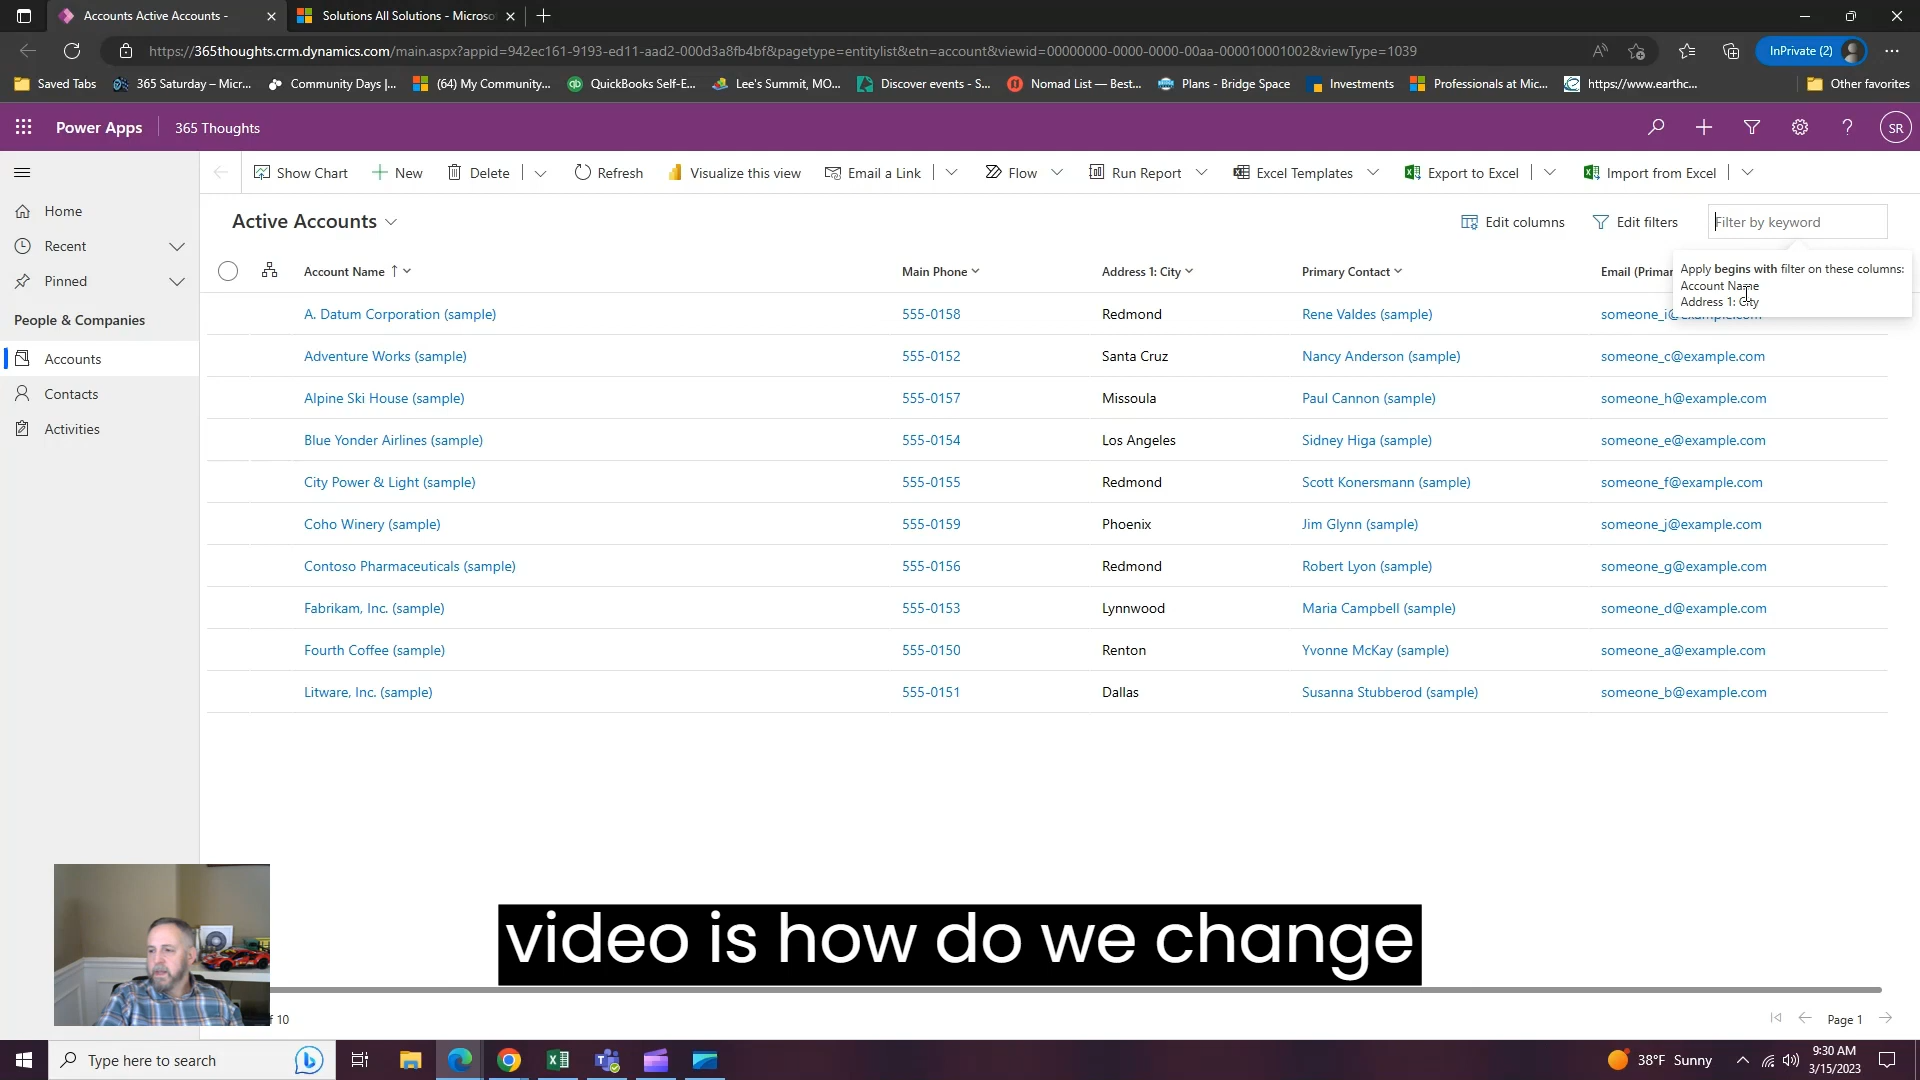 Accounts Active Accounts -
Solutions All Solutions - Microso
https://365thoughts.crm.dynamics.com/main.aspx?appid=942ec161-9193-ed11-aad2-000d3a8fb4bf&pagetype=entitylist&etn=account&viewid=00000000-0000-0000-00aa-000010001002&viewType=1039
InPrivate (2)
Saved Tabs
365 Saturday – Micr...
Community Days |...
(64) My Community...
QuickBooks Self-E...
Lee's Summit, MO...
Discover events - S...
Nomad List — Best...
Plans - Bridge Space
Investments
Professionals at Mic...
https://www.earthc...
Other favorites
Power Apps
365 Thoughts
SR
Show Chart
New
Delete
Refresh
Visualize this view
Email a Link
Flow
Run Report
Excel Templates
Export to Excel
Import from Excel
Home
Recent
Pinned
People & Companies
Accounts
Contacts
Activities
Active Accounts
Edit columns
Edit filters
Filter by keyword
Apply begins with filter on these columns:
Account Name
Address 1: City
Account Name Main Phone Address 1: City Primary Contact Email (Primar
A. Datum Corporation (sample) 555-0158 Redmond Rene Valdes (sample) someone_i@example.com
Adventure Works (sample) 555-0152 Santa Cruz Nancy Anderson (sample) someone_c@example.com
Alpine Ski House (sample) 555-0157 Missoula Paul Cannon (sample) someone_h@example.com
Blue Yonder Airlines (sample) 555-0154 Los Angeles Sidney Higa (sample) someone_e@example.com
City Power & Light (sample) 555-0155 Redmond Scott Konersmann (sample) someone_f@example.com
Coho Winery (sample) 555-0159 Phoenix Jim Glynn (sample) someone_j@example.com
Contoso Pharmaceuticals (sample) 555-0156 Redmond Robert Lyon (sample) someone_g@example.com
Fabrikam, Inc. (sample) 555-0153 Lynnwood Maria Campbell (sample) someone_d@example.com
Fourth Coffee (sample) 555-0150 Renton Yvonne McKay (sample) someone_a@example.com
Litware, Inc. (sample) 555-0151 Dallas Susanna Stubberod (sample) someone_b@example.com
video is how do we change
f 10
Page 1
Type here to search
38°F Sunny
9:30 AM
3/15/2023